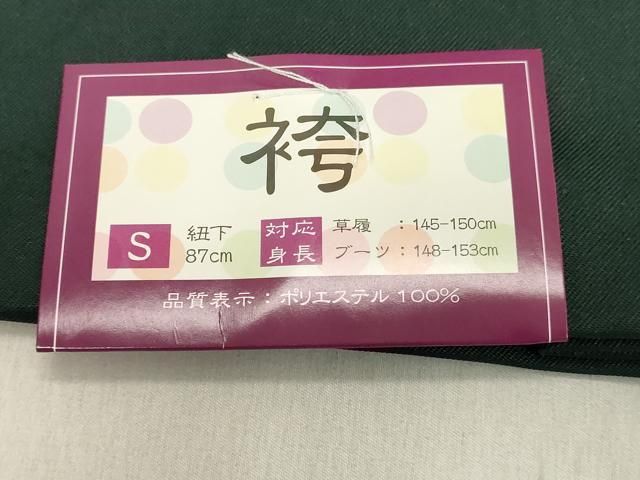 袴
S 紐下 87cm
対応身長 草履 : 145-150cm
ブーツ : 148-153cm
品質表示 : ポリエステル 100%